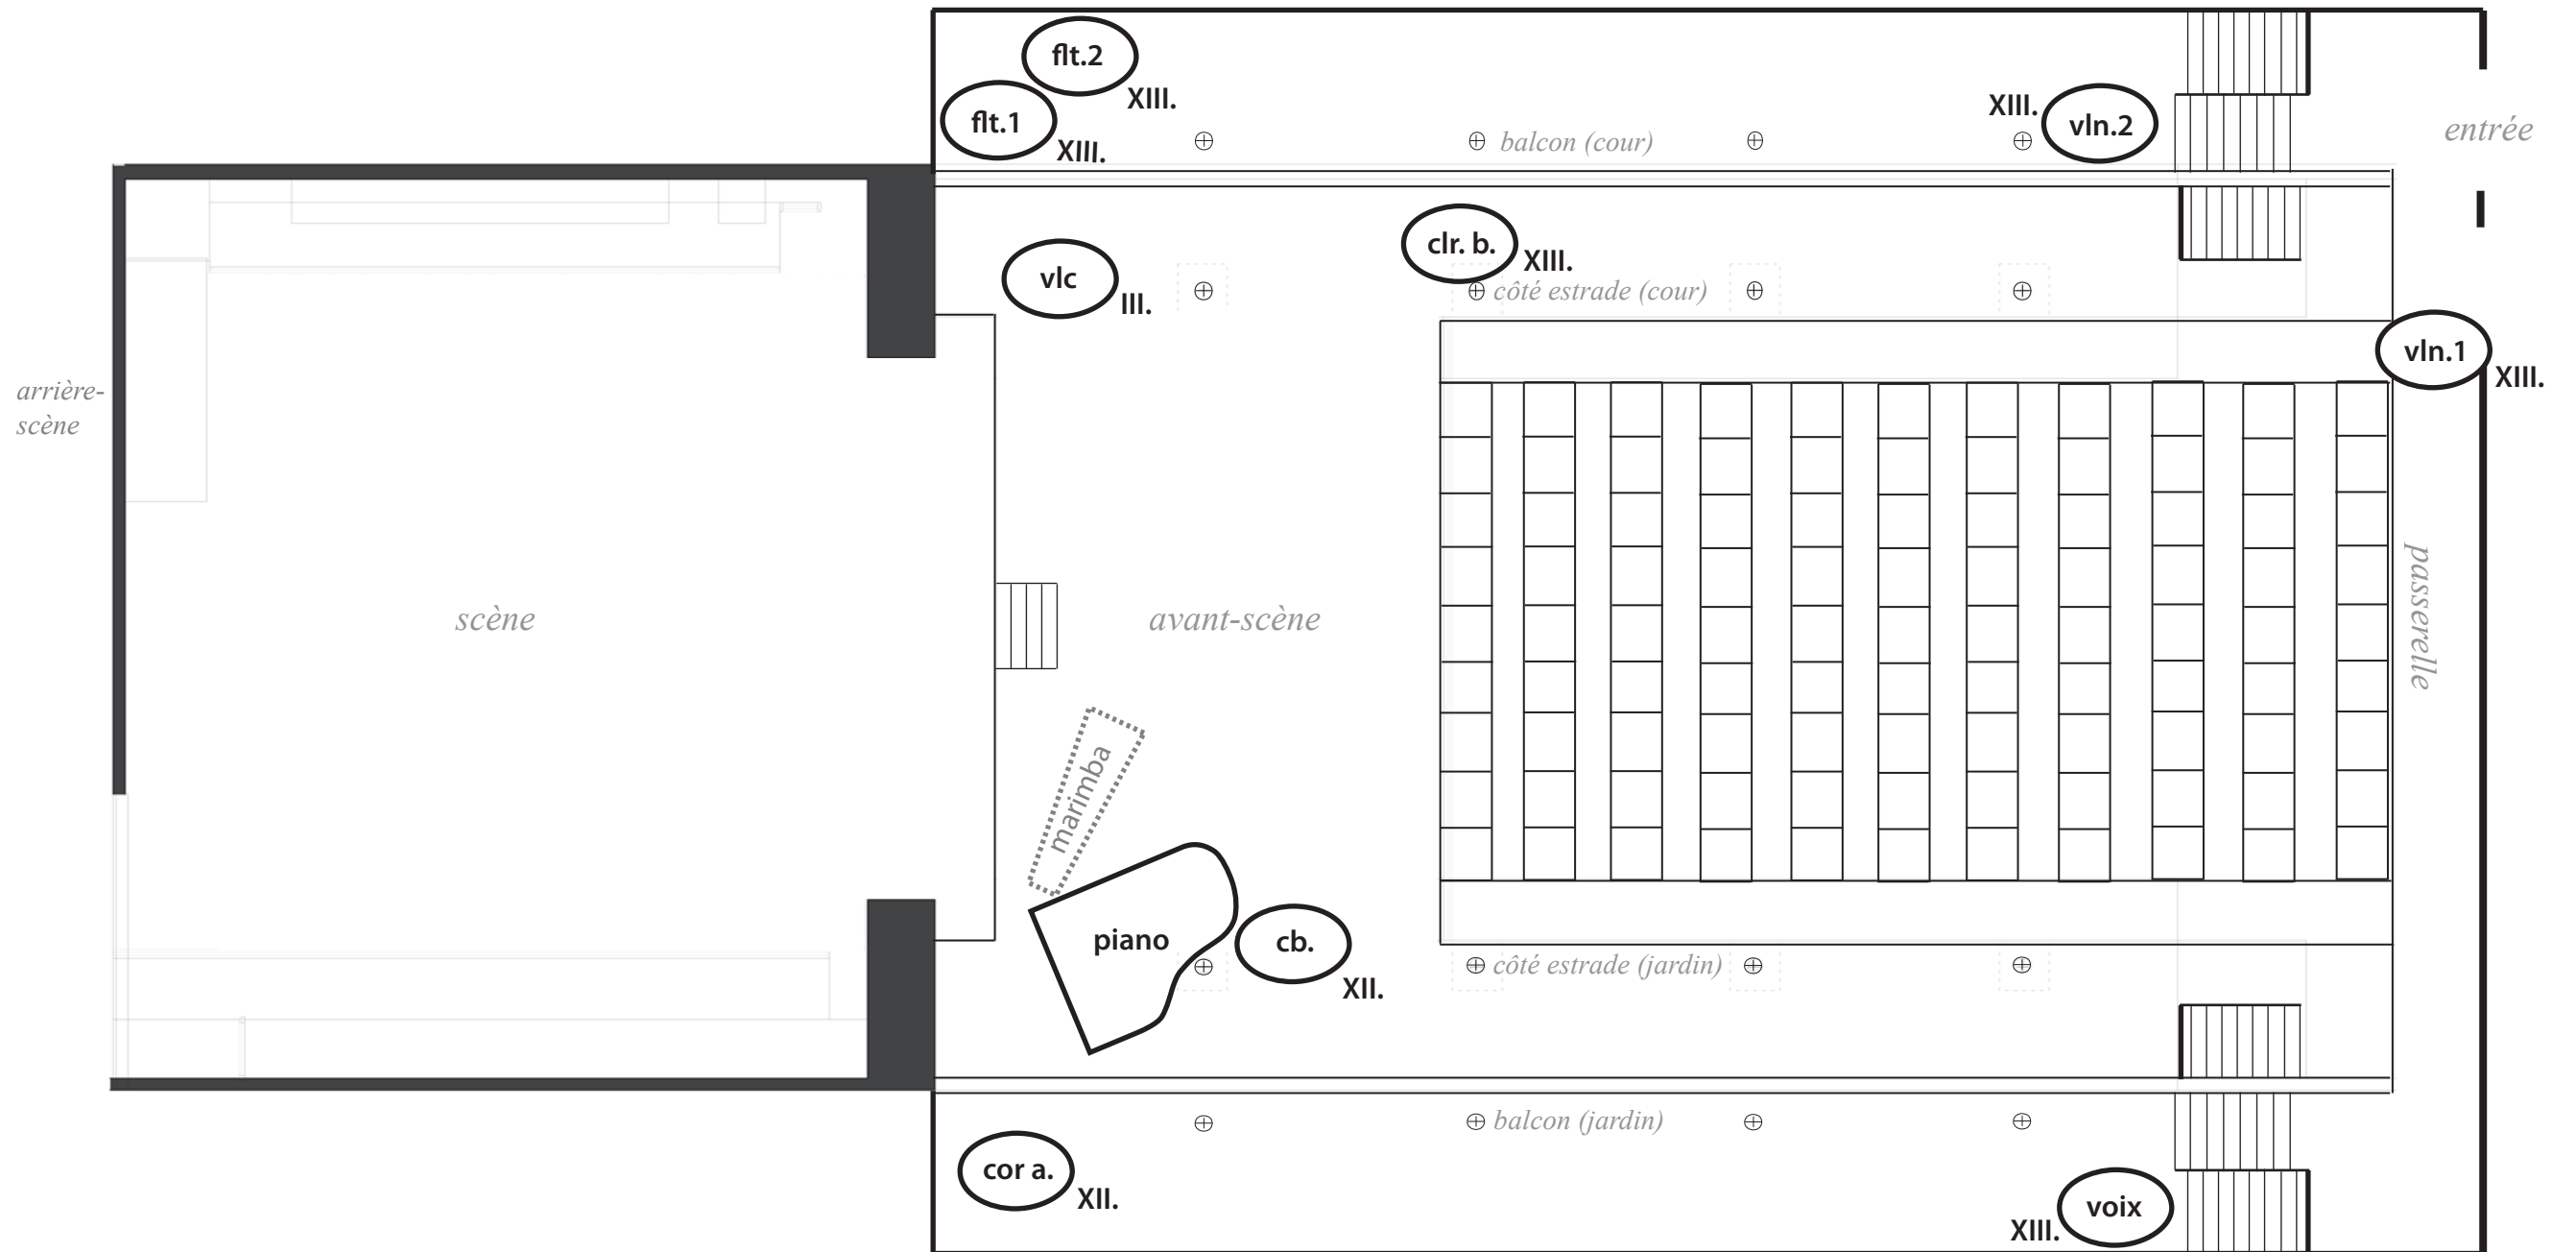 flt.2
XIII.
flt.1
XIII.
XIII.
vln.2
balcon (cour)
entrée
clr. b.
XIII.
vlc
III.
côté estrade (cour)
vln.1
XIII.
arrière-
scène
scène
avant-scène
passerelle
marimba
piano
cb.
XII.
côté estrade (jardin)
balcon (jardin)
cor a.
XII.
voix
XIII.